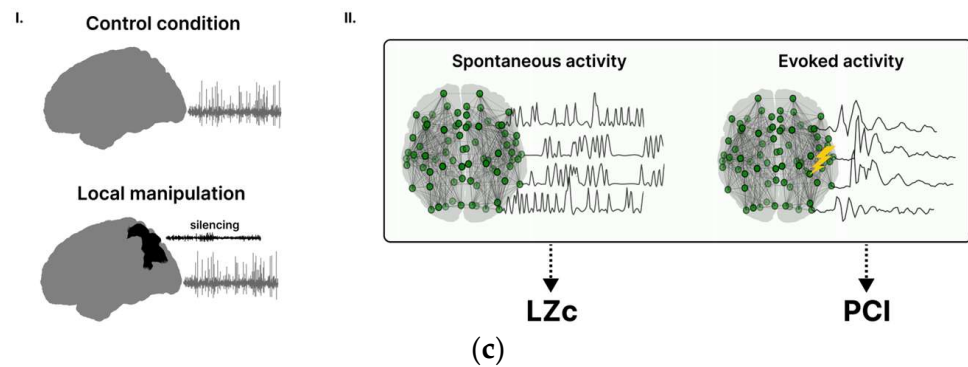 I.
Control condition
Local manipulation
silencing
II.
Spontaneous activity
Evoked activity
LZc
PCI
(c)